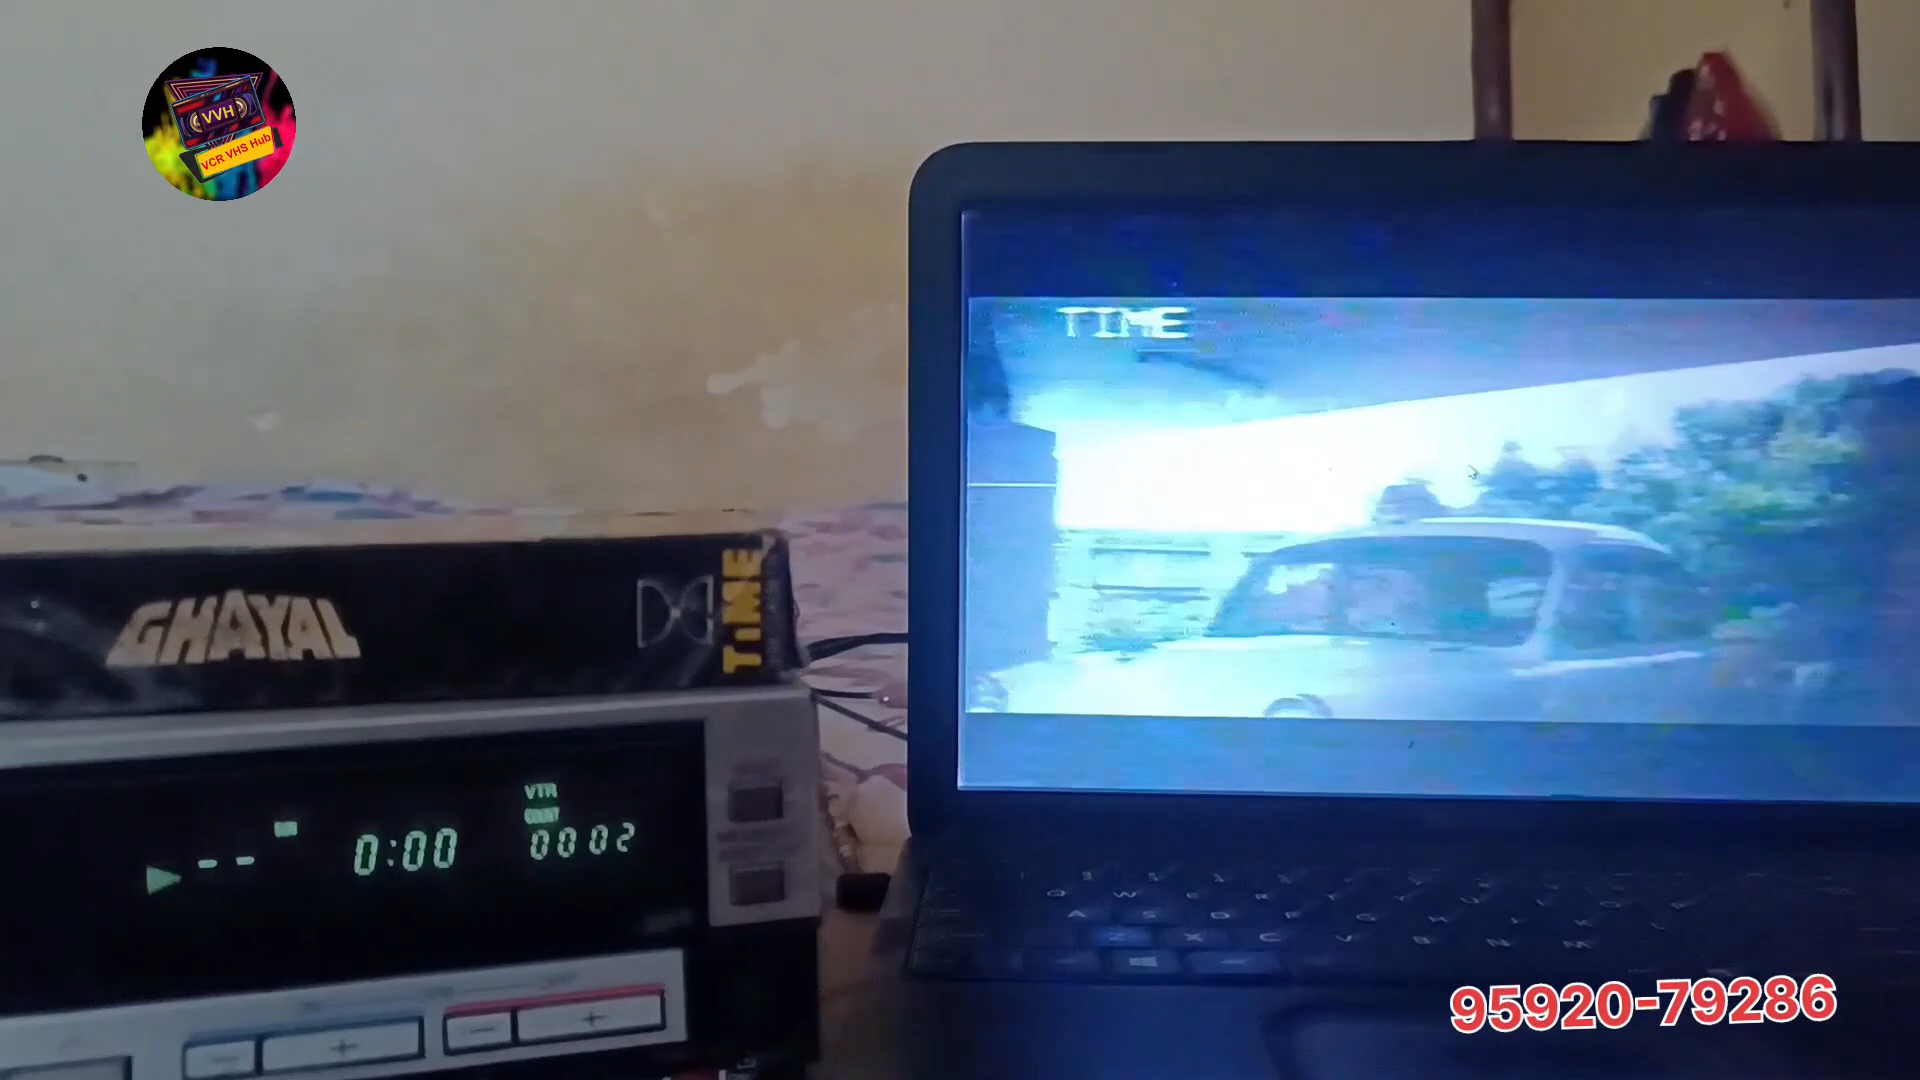 VVH
VCR VHS Hub
TIME
GHAYAL
TiME
VTR
COUNT
0:00
0002
Q W E R
A S D F G H
Z X C V B N M
95920-79286